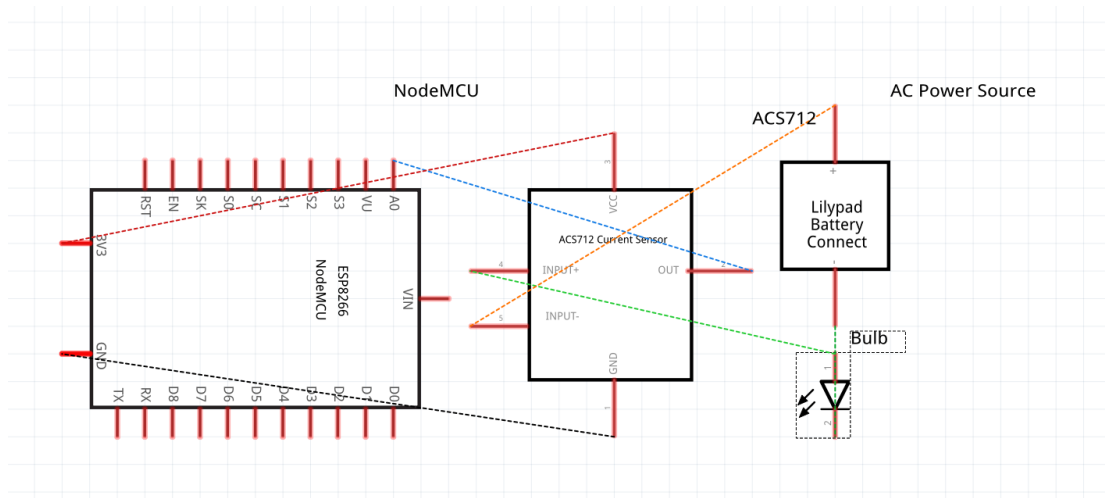 NodeMCU
AC Power Source
ACS712
3
RST
EN
SK
S0
SC
S1
S2
S3
VU
A0
VCC
+
Lilypad
Battery
Connect
-
3V3
ACS712 Current Sensor
4
INPUT+
OUT
2
ESP8266
NodeMCU
VIN
INPUT-
5
Bulb
GND
GND
1
TX
RX
D8
D7
D6
D5
D4
D3
D2
D1
D0
1
2